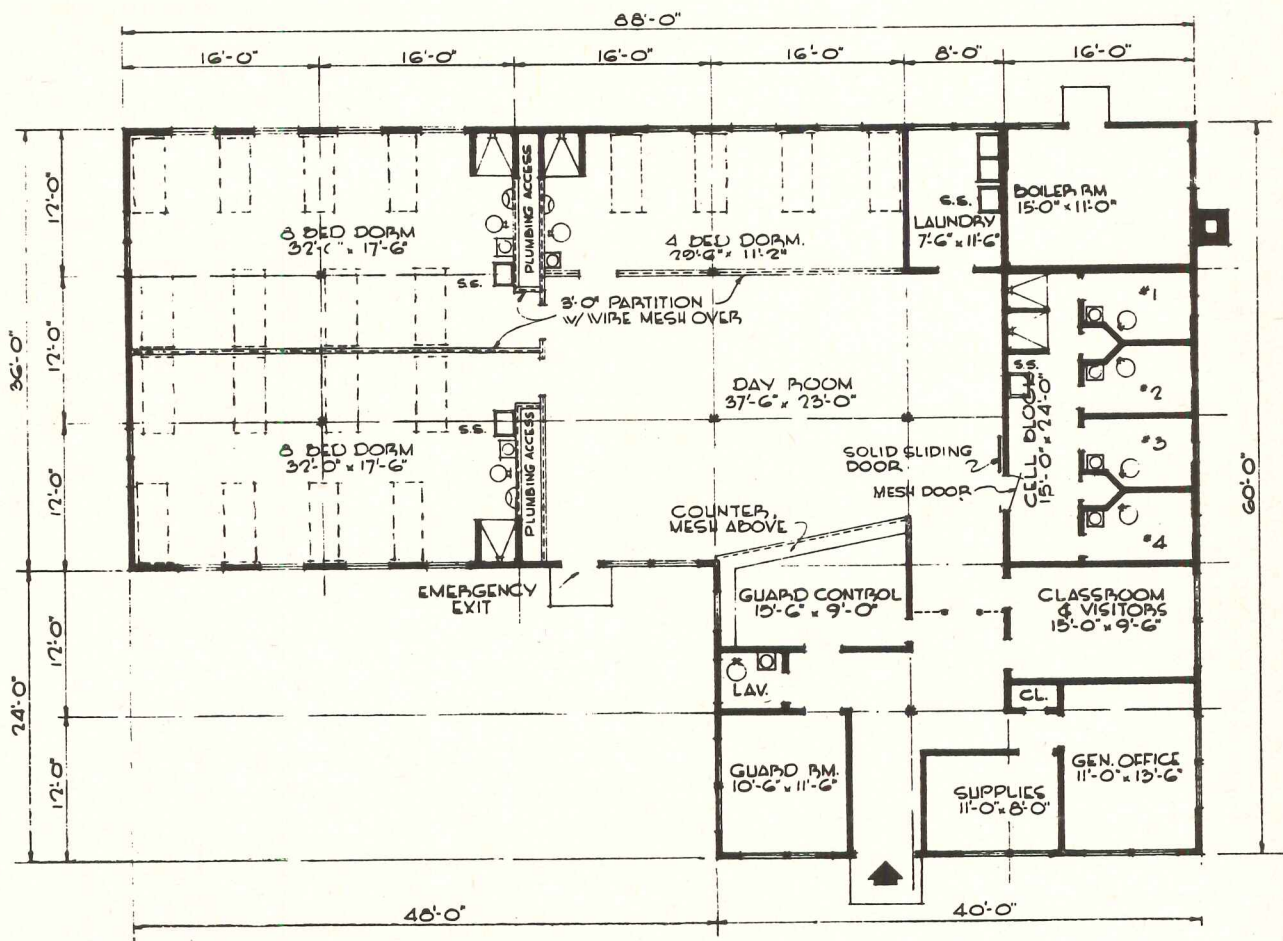 88'-0"
16'-0" 16'-0" 16'-0" 16'-0" 8'-0" 16'-0"
36'-0"
12'-0"
12'-0"
12'-0"
24'-0"
12'-0"
12'-0"
60'-0"
8 BED DORM
17'-6"
PLUMBING ACCESS
S.S.
4 BED DORM.
29'-6" x 11'-2"
S.S.
LAUNDRY
7'-6" x 11'-6"
BOILER RM
15'-0" x 11'-0"
3'-0" PARTITION
W/ WIRE MESH OVER
DAY ROOM
37'-6" x 23'-0"
S.S.
CELL BLOCK
15'-0" x 24'-0"
#1
#2
#3
#4
8 BED DORM
32'-0" x 17'-6"
S.S.
PLUMBING ACCESS
SOLID SLIDING
DOOR
MESH DOOR
COUNTER,
MESH ABOVE
EMERGENCY
EXIT
GUARD CONTROL
15'-6" x 9'-0"
CLASSROOM
& VISITORS
15'-0" x 9'-6"
LAV.
CL.
GUARD RM.
10'-6" x 11'-6"
SUPPLIES
11'-0" x 8'-0"
GEN. OFFICE
11'-0" x 13'-6"
48'-0" 40'-0"